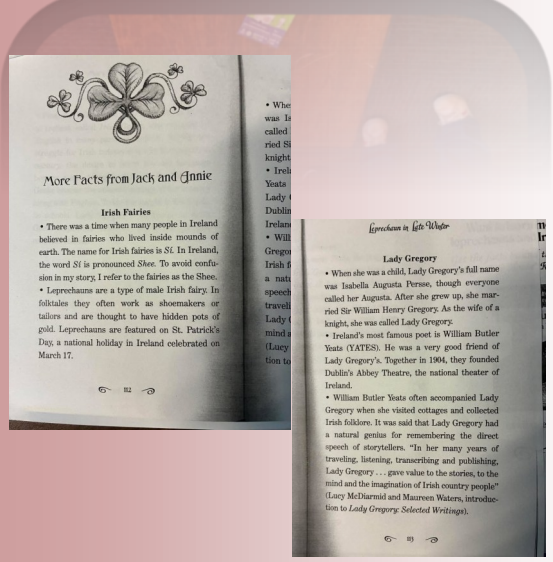 More Facts from Jack and Annie
Irish Fairies
• There was a time when many people in Ireland
believed in fairies who lived inside mounds of
earth. The name for Irish fairies is Sí. In Ireland,
the word Sí is pronounced Shee. To avoid confu-
sion in my story, I refer to the fairies as the Shee.
• Leprechauns are a type of male Irish fairy. In
folktales they often work as shoemakers or
tailors and are thought to have hidden pots of
gold. Leprechauns are featured on St. Patrick's
Day, a national holiday in Ireland celebrated on
March 17.
112
• Whe
was Is
called
ried Si
knight
• Irela
Yeats
Lady
Dublin
Irelan
• Will
Gregor
Irish f
a natu
speech
traveli
Lady
mind a
(Lucy
tion to
Leprechaun in Late Winter
Lady Gregory
• When she was a child, Lady Gregory's full name
was Isabella Augusta Persse, though everyone
called her Augusta. After she grew up, she mar-
ried Sir William Henry Gregory. As the wife of a
knight, she was called Lady Gregory.
• Ireland's most famous poet is William Butler
Yeats (YATES). He was a very good friend of
Lady Gregory's. Together in 1904, they founded
Dublin's Abbey Theatre, the national theater of
Ireland.
• William Butler Yeats often accompanied Lady
Gregory when she visited cottages and collected
Irish folklore. It was said that Lady Gregory had
a natural genius for remembering the direct
speech of storytellers. "In her many years of
traveling, listening, transcribing and publishing,
Lady Gregory . . . gave value to the stories, to the
mind and the imagination of Irish country people"
(Lucy McDiarmid and Maureen Waters, introduc-
tion to Lady Gregory: Selected Writings).
113